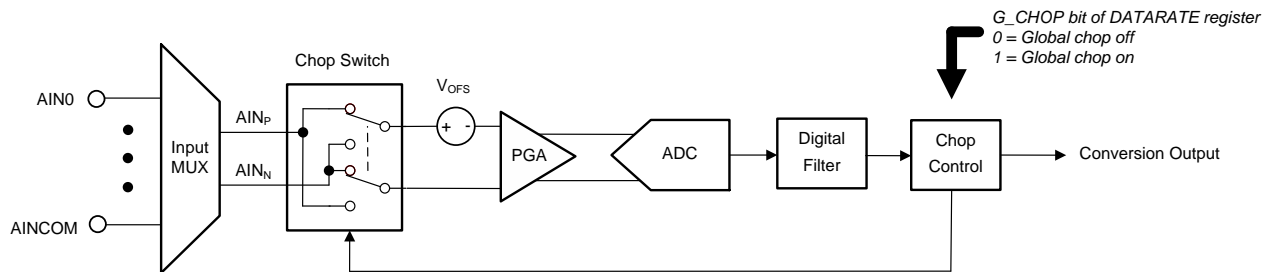 G_CHOP bit of DATARATE register
0 = Global chop off
1 = Global chop on
Chop Switch
VOFS
AIN0
AINP
Input
MUX
AINN
AINCOM
+ -
PGA
ADC
Digital
Filter
Chop
Control
Conversion Output